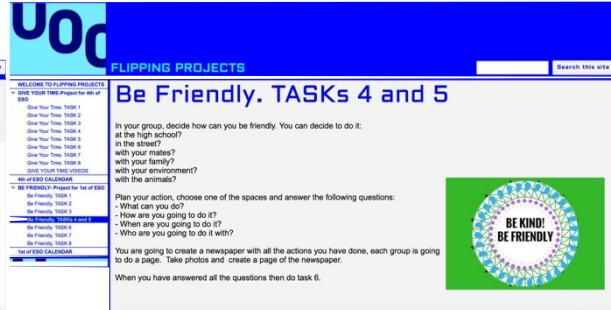 UOC
FLIPPING PROJECTS
Search this site
WELCOME TO FLIPPING PROJECTS
GIVE YOUR TIME-Project for 4th of
ESO
Give Your Time. TASK 1
Give Your Time. TASK 2
Give Your Time. TASK 3
Give Your Time. TASK 4
Give Your Time. TASK 5
Give Your Time. TASK 6
Give Your Time. TASK 7
Give Your Time. TASK 8
GIVE YOUR TIME:VIDEOS
4th of ESO CALENDAR
BE FRIENDLY- Project for 1st of ESO
Be Friendly. TASK 1
Be Friendly. TASK 2
Be Friendly. TASK 3
Be Friendly. TASKs 4 and 5
Be Friendly. TASK 6
Be Friendly. TASK 7
Be Friendly. TASK 8
1st of ESO CALENDAR
Be Friendly. TASKs 4 and 5
In your group, decide how can you be friendly. You can decide to do it:
at the high school?
in the street?
with your mates?
with your family?
with your environment?
with the animals?
Plan your action, choose one of the spaces and answer the following questions:
- What can you do?
- How are you going to do it?
- When are you going to do it?
- Who are you going to do it with?
You are going to create a newspaper with all the actions you have done, each group is going
to do a page. Take photos and create a page of the newspaper.
When you have answered all the questions then do task 6.
BE KIND!
BE FRIENDLY